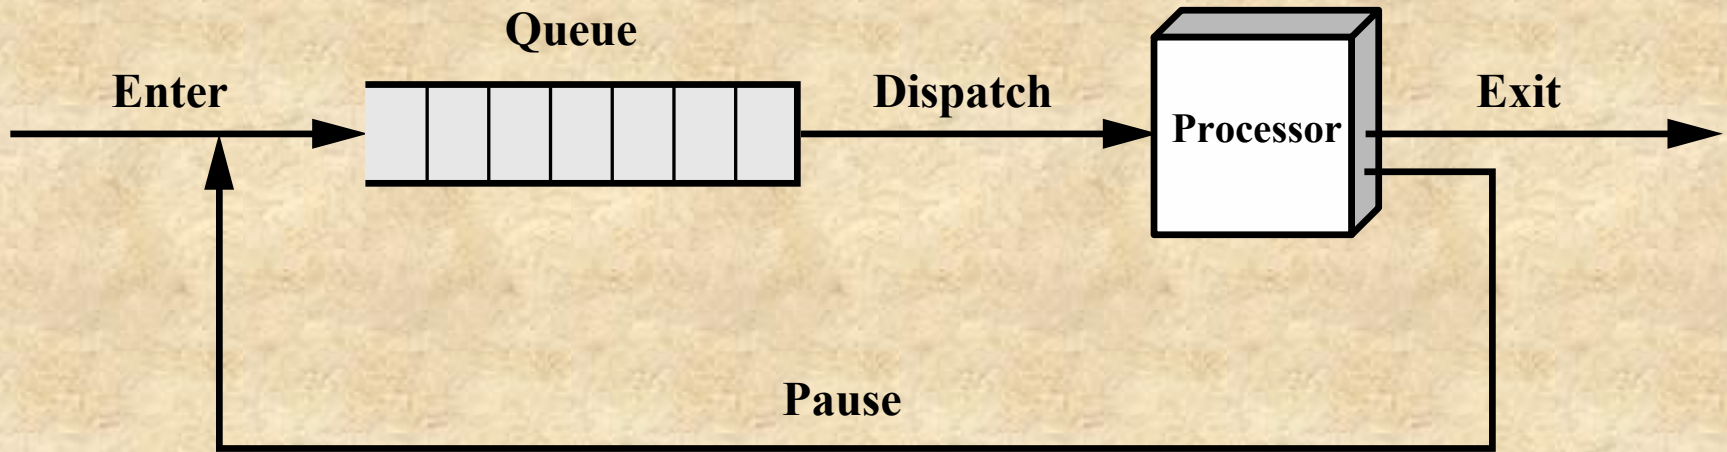 Queue
Enter
Dispatch
Processor
Exit
Pause